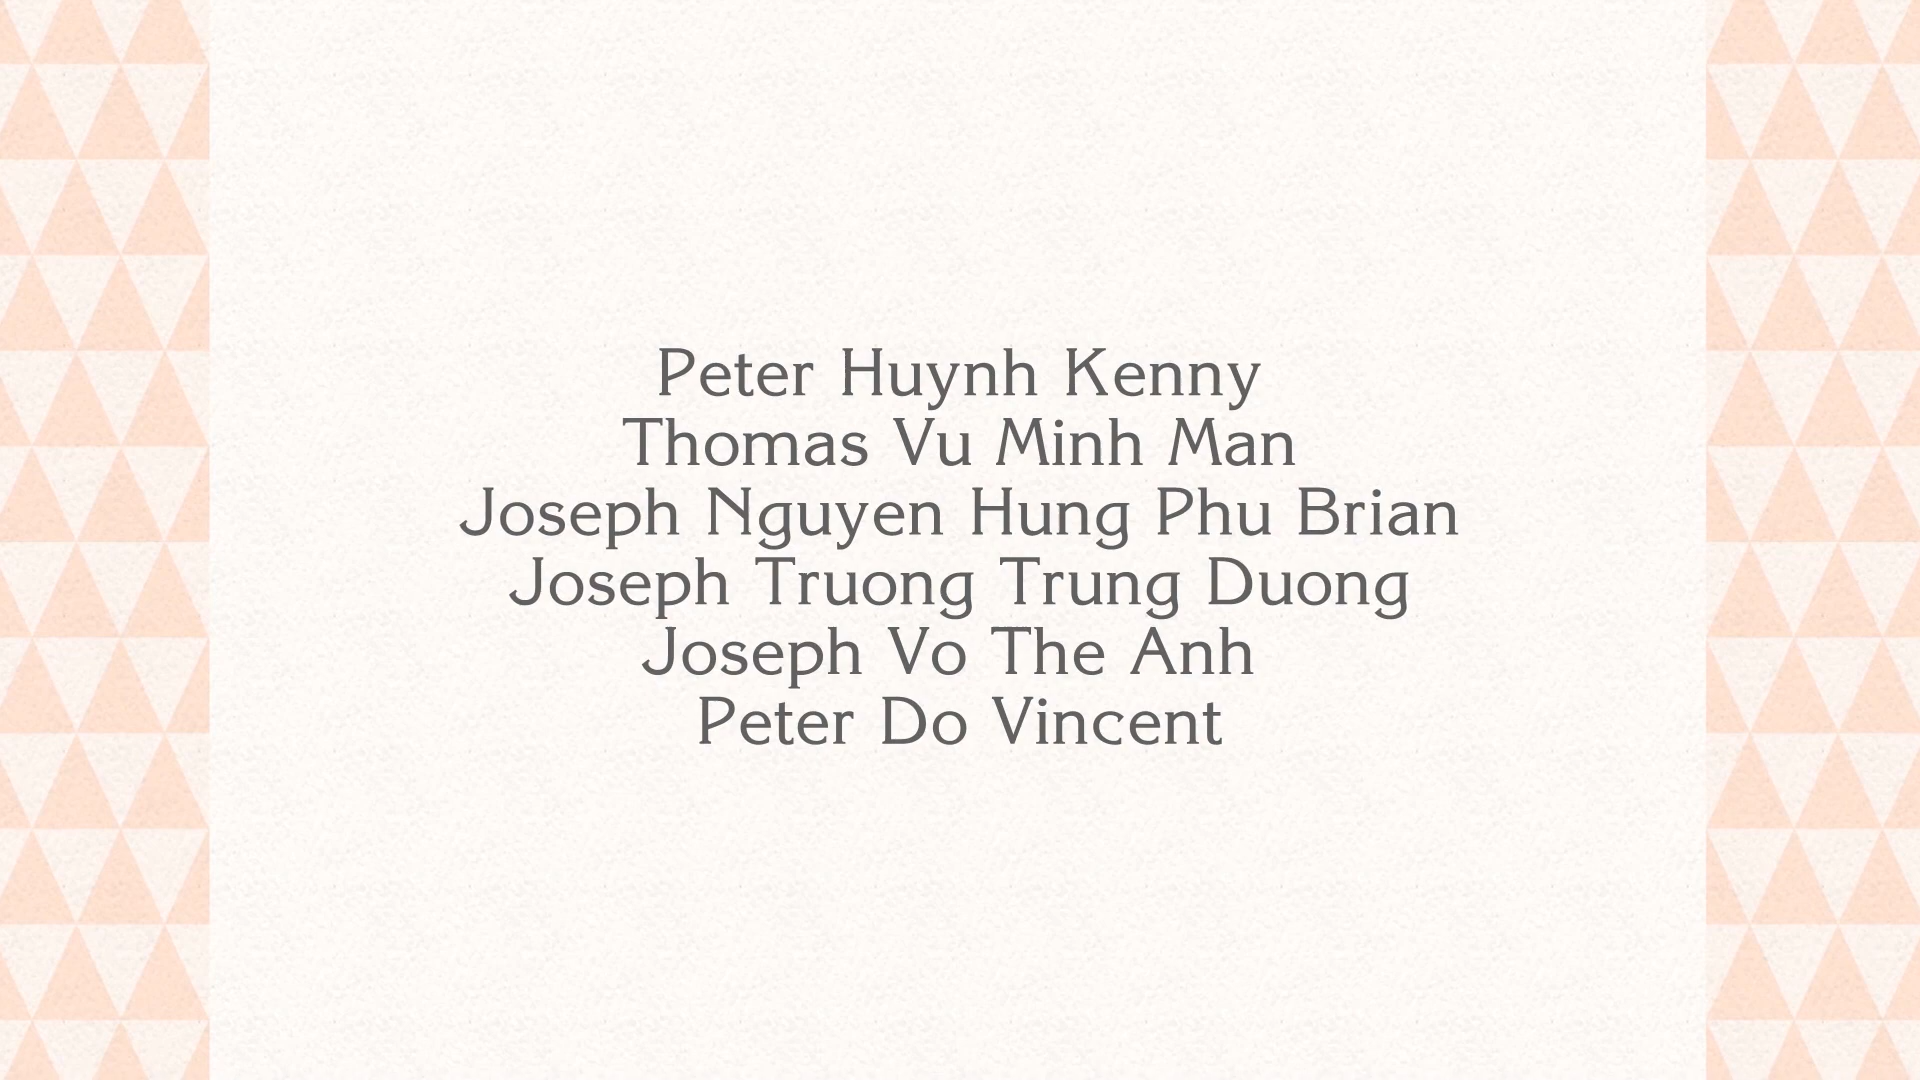 Peter Huynh Kenny
Thomas Vu Minh Man
Joseph Nguyen Hung Phu Brian
Joseph Truong Trung Duong
Joseph Vo The Anh
Peter Do Vincent